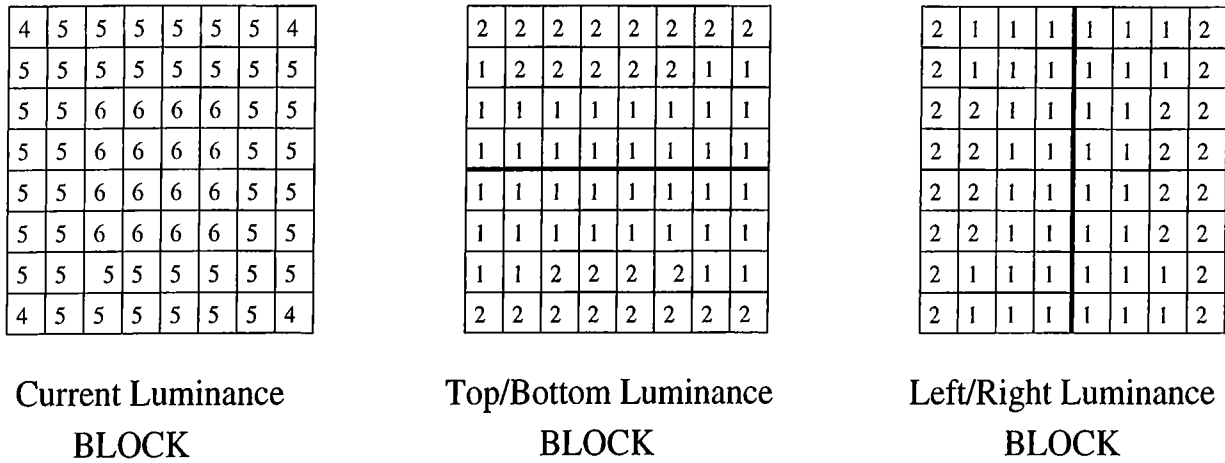 4 5 5 5 5 5 5 4
5 5 5 5 5 5 5 5
5 5 6 6 6 6 5 5
5 5 6 6 6 6 5 5
5 5 6 6 6 6 5 5
5 5 6 6 6 6 5 5
5 5 5 5 5 5 5 5
4 5 5 5 5 5 5 4
Current Luminance
BLOCK
2 2 2 2 2 2 2 2
1 2 2 2 2 2 1 1
1 1 1 1 1 1 1 1
1 1 1 1 1 1 1 1
1 1 1 1 1 1 1 1
1 1 1 1 1 1 1 1
1 1 2 2 2 2 1 1
2 2 2 2 2 2 2 2
Top/Bottom Luminance
BLOCK
2 1 1 1 1 1 1 2
2 1 1 1 1 1 1 2
2 2 1 1 1 1 2 2
2 2 1 1 1 1 2 2
2 2 1 1 1 1 2 2
2 2 1 1 1 1 2 2
2 1 1 1 1 1 1 2
2 1 1 1 1 1 1 2
Left/Right Luminance
BLOCK